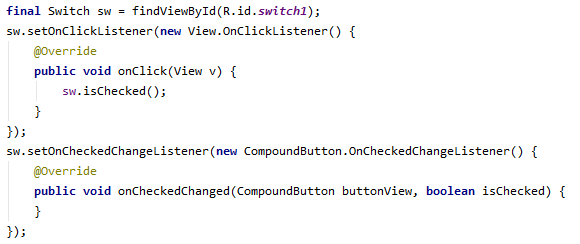 final Switch sw = findViewById(R.id.switch1);
sw.setOnClickListener(new View.OnClickListener() {
    @Override
    public void onClick(View v) {
        sw.isChecked();
    }
});
sw.setOnCheckedChangeListener(new CompoundButton.OnCheckedChangeListener() {
    @Override
    public void onCheckedChanged(CompoundButton buttonView, boolean isChecked) {
    }
});